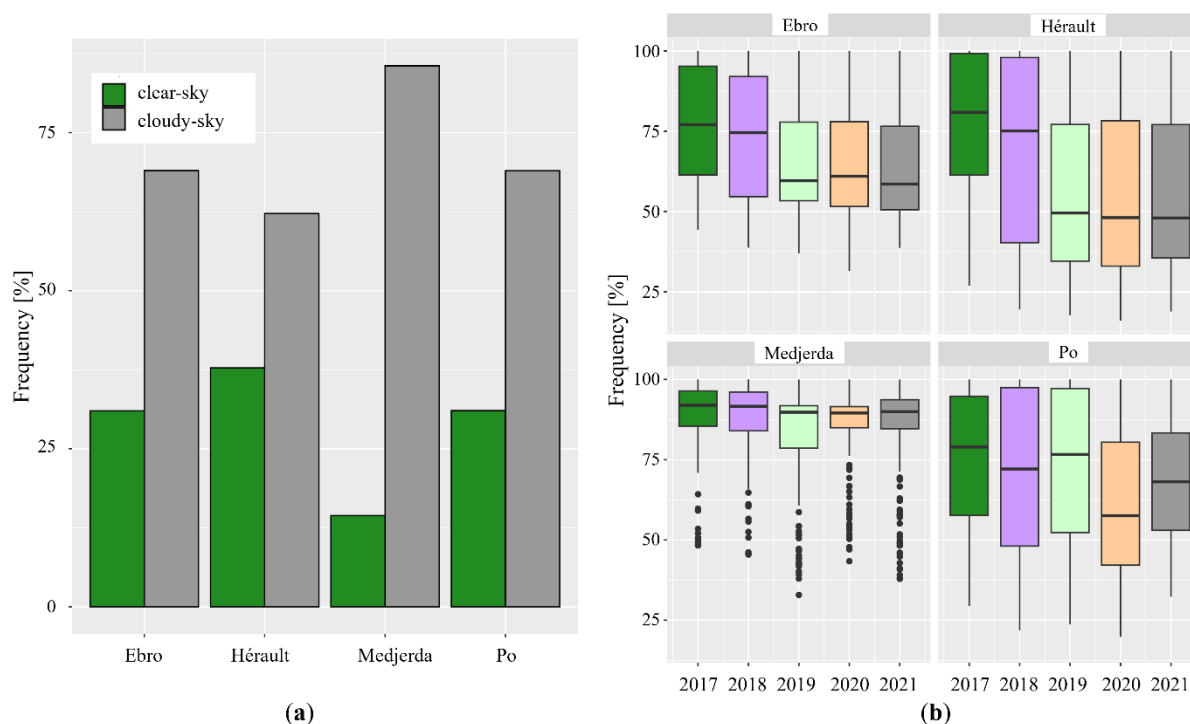 clear-sky
cloudy-sky
Frequency [%]
75
50
25
0
Ebro
Hérault
Medjerda
Po
(a)
Ebro
Hérault
Frequency [%]
100
75
50
25
Medjerda
Po
100
75
50
25
2017 2018 2019 2020 2021
2017 2018 2019 2020 2021
(b)